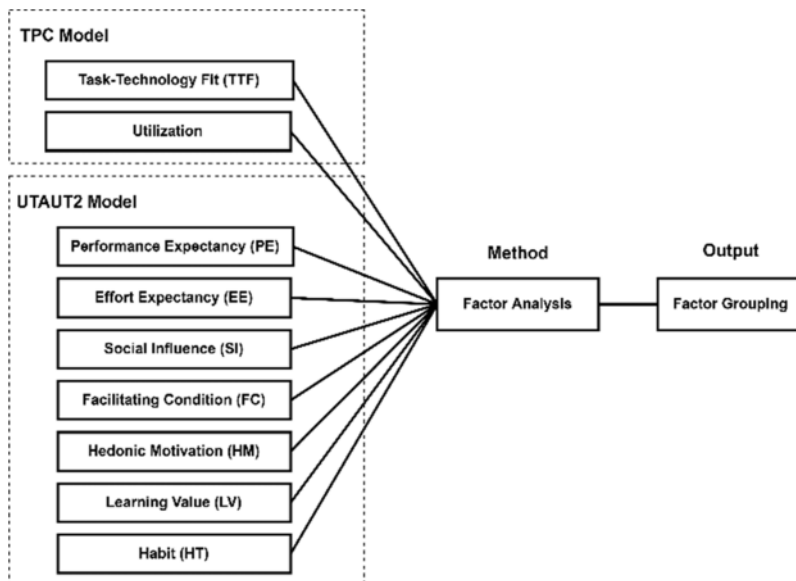 TPC Model
Task-Technology Fit (TTF)
Utilization
UTAUT2 Model
Performance Expectancy (PE)
Effort Expectancy (EE)
Social Influence (SI)
Facilitating Condition (FC)
Hedonic Motivation (HM)
Learning Value (LV)
Habit (HT)
Method
Factor Analysis
Output
Factor Grouping